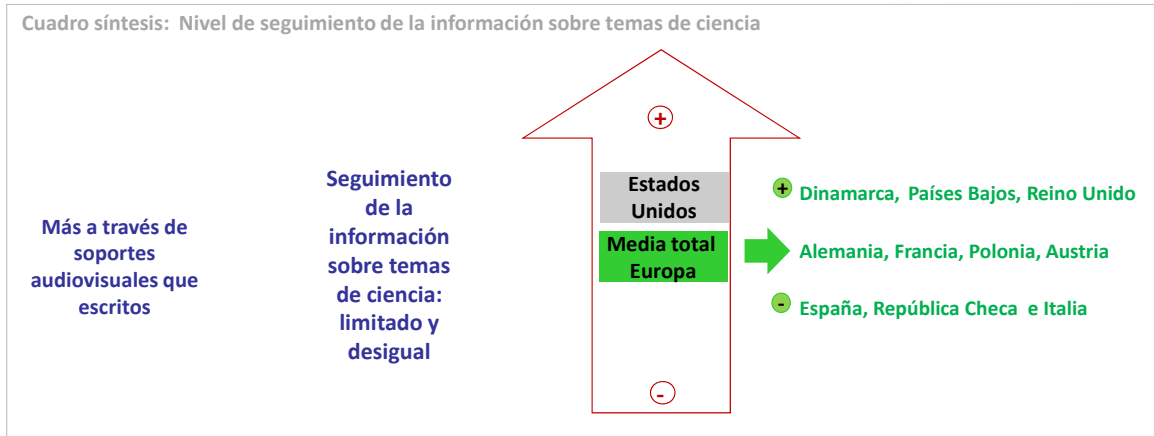 Cuadro síntesis: Nivel de seguimiento de la información sobre temas de ciencia
Más a través de
soportes
audiovisuales que
escritos
Seguimiento
de la
información
sobre temas
de ciencia:
limitado y
desigual
+
Estados
Unidos
Media total
Europa
-
+ Dinamarca, Países Bajos, Reino Unido
Alemania, Francia, Polonia, Austria
- España, República Checa e Italia